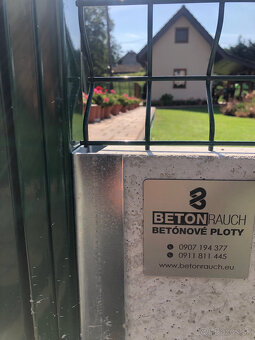 BETONRAUCH
BETÓNOVÉ PLOTY
0907 194 377
0911 811 445
www.betonrauch.eu